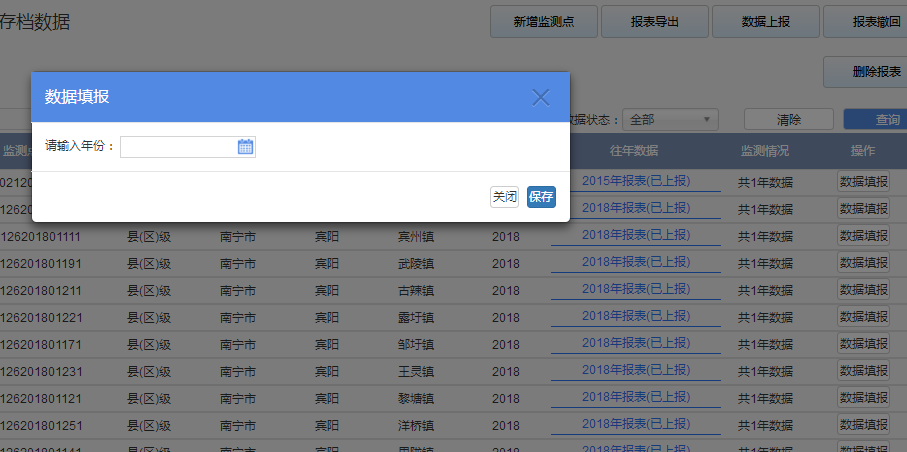 存档数据
新增监测点 报表导出 数据上报 报表撤回
删除报表
数据填报
数据状态： 全部 清除 查询
请输入年份：
监测点 往年数据 监测情况 操作
02120 2015年报表(已上报) 共1年数据 数据填报
12620 2018年报表(已上报) 共1年数据 数据填报
关闭 保存
126201801111 县(区)级 南宁市 宾阳 宾州镇 2018 2018年报表(已上报) 共1年数据 数据填报
126201801191 县(区)级 南宁市 宾阳 武陵镇 2018 2018年报表(已上报) 共1年数据 数据填报
126201801211 县(区)级 南宁市 宾阳 古辣镇 2018 2018年报表(已上报) 共1年数据 数据填报
126201801221 县(区)级 南宁市 宾阳 露圩镇 2018 2018年报表(已上报) 共1年数据 数据填报
126201801171 县(区)级 南宁市 宾阳 邹圩镇 2018 2018年报表(已上报) 共1年数据 数据填报
126201801231 县(区)级 南宁市 宾阳 王灵镇 2018 2018年报表(已上报) 共1年数据 数据填报
126201801121 县(区)级 南宁市 宾阳 黎塘镇 2018 2018年报表(已上报) 共1年数据 数据填报
126201801251 县(区)级 南宁市 宾阳 洋桥镇 2018 2018年报表(已上报) 共1年数据 数据填报
126201801141 县(区)级 南宁市 宾阳 2018 2018年报表(已上报) 共1年数据 数据填报